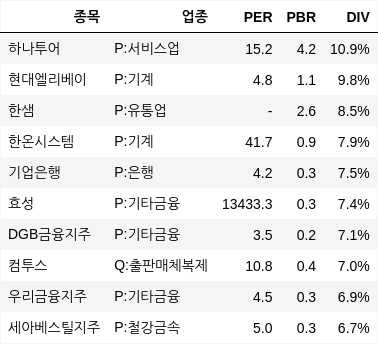 종목 업종 PER PBR DIV
하나투어 P:서비스업 15.2 4.2 10.9%
현대엘리베이 P:기계 4.8 1.1 9.8%
한샘 P:유통업 - 2.6 8.5%
한온시스템 P:기계 41.7 0.9 7.9%
기업은행 P:은행 4.2 0.3 7.5%
효성 P:기타금융 13433.3 0.3 7.4%
DGB금융지주 P:기타금융 3.5 0.2 7.1%
컴투스 Q:출판매체복제 10.8 0.4 7.0%
우리금융지주 P:기타금융 4.5 0.3 6.9%
세아베스틸지주 P:철강금속 5.0 0.3 6.7%